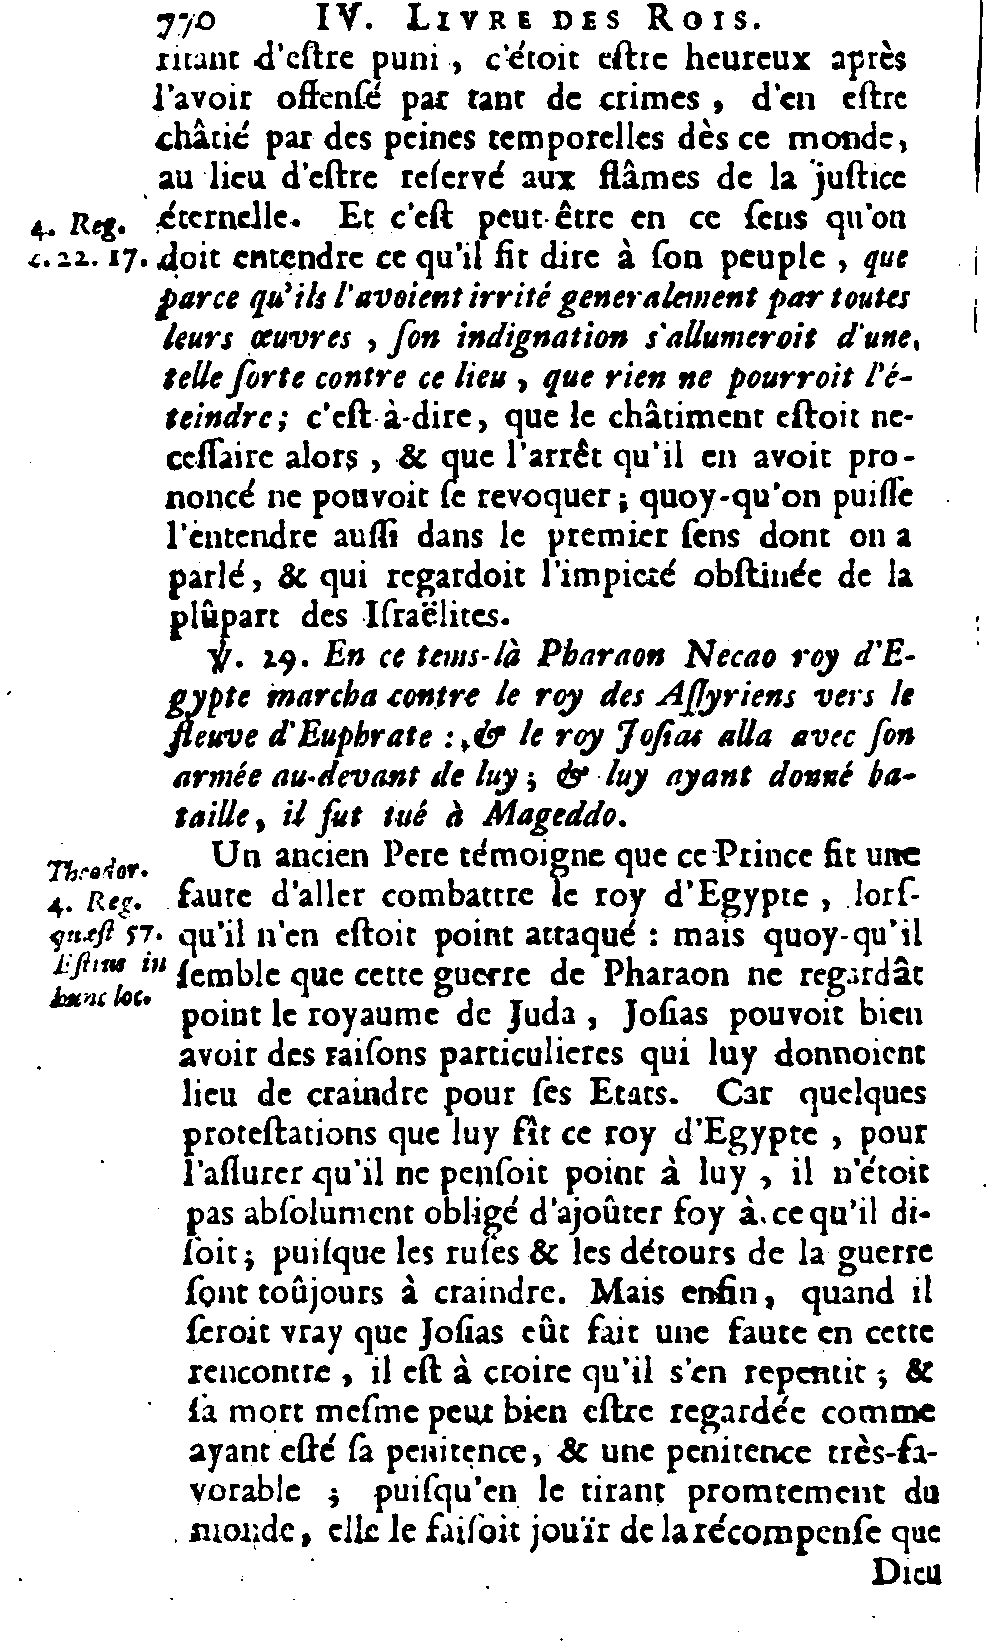 770 IV. LIVRE DES ROIS.
ritant d'eſtre puni, c'étoit eſtre heureux après
l'avoir offenſé par tant de crimes, d'en eſtre
châtié par des peines temporelles dès ce monde,
au lieu d'eſtre reſervé aux flâmes de la juſtice
éternelle. Et c'eſt peut-être en ce ſens qu'on
4. Reg.
c. 22. 17.
doit entendre ce qu'il fit dire à ſon peuple, que
parce qu'ils l'avoient irrité generalement par toutes
leurs œuvres, ſon indignation s'allumeroit d'une
telle ſorte contre ce lieu, que rien ne pourroit l'é-
teindre; c'eſt-à-dire, que le châtiment eſtoit ne-
ceſſaire alors, & que l'arrêt qu'il en avoit pro-
noncé ne pouvoit ſe revoquer; quoy-qu'on puiſſe
l'entendre auſſi dans le premier ſens dont on a
parlé, & qui regardoit l'impieté obſtinée de la
plûpart des Iſraëlites.
℣. 29. En ce tems-là Pharaon Necao roy d'E-
gypte marcha contre le roy des Aſſyriens vers le
fleuve d'Euphrate: & le roy Joſias alla avec ſon
armée au-devant de luy; & luy ayant donné ba-
taille, il fut tué à Mageddo.
Un ancien Pere témoigne que ce Prince fit une
Theodor.
4. Reg.
quæſt 57.
Eſtius in
hunc loc.
faute d'aller combattre le roy d'Egypte, lorſ-
qu'il n'en eſtoit point attaqué: mais quoy-qu'il
ſemble que cette guerre de Pharaon ne regardât
point le royaume de Juda, Joſias pouvoit bien
avoir des raiſons particulieres qui luy donnoient
lieu de craindre pour ſes Etats. Car quelques
proteſtations que luy fît ce roy d'Egypte, pour
l'aſſurer qu'il ne penſoit point à luy, il n'étoit
pas abſolument obligé d'ajoûter foy à ce qu'il di-
ſoit; puiſque les ruſes & les détours de la guerre
ſont toûjours à craindre. Mais enfin, quand il
ſeroit vray que Joſias eût fait une faute en cette
rencontre, il eſt à croire qu'il s'en repentit; &
ſa mort meſme peut bien eſtre regardée comme
ayant eſté ſa penitence, & une penitence très-fa-
vorable; puiſqu'en le tirant promtement du
monde, elle le faiſoit jouïr de la récompenſe que
Dieu